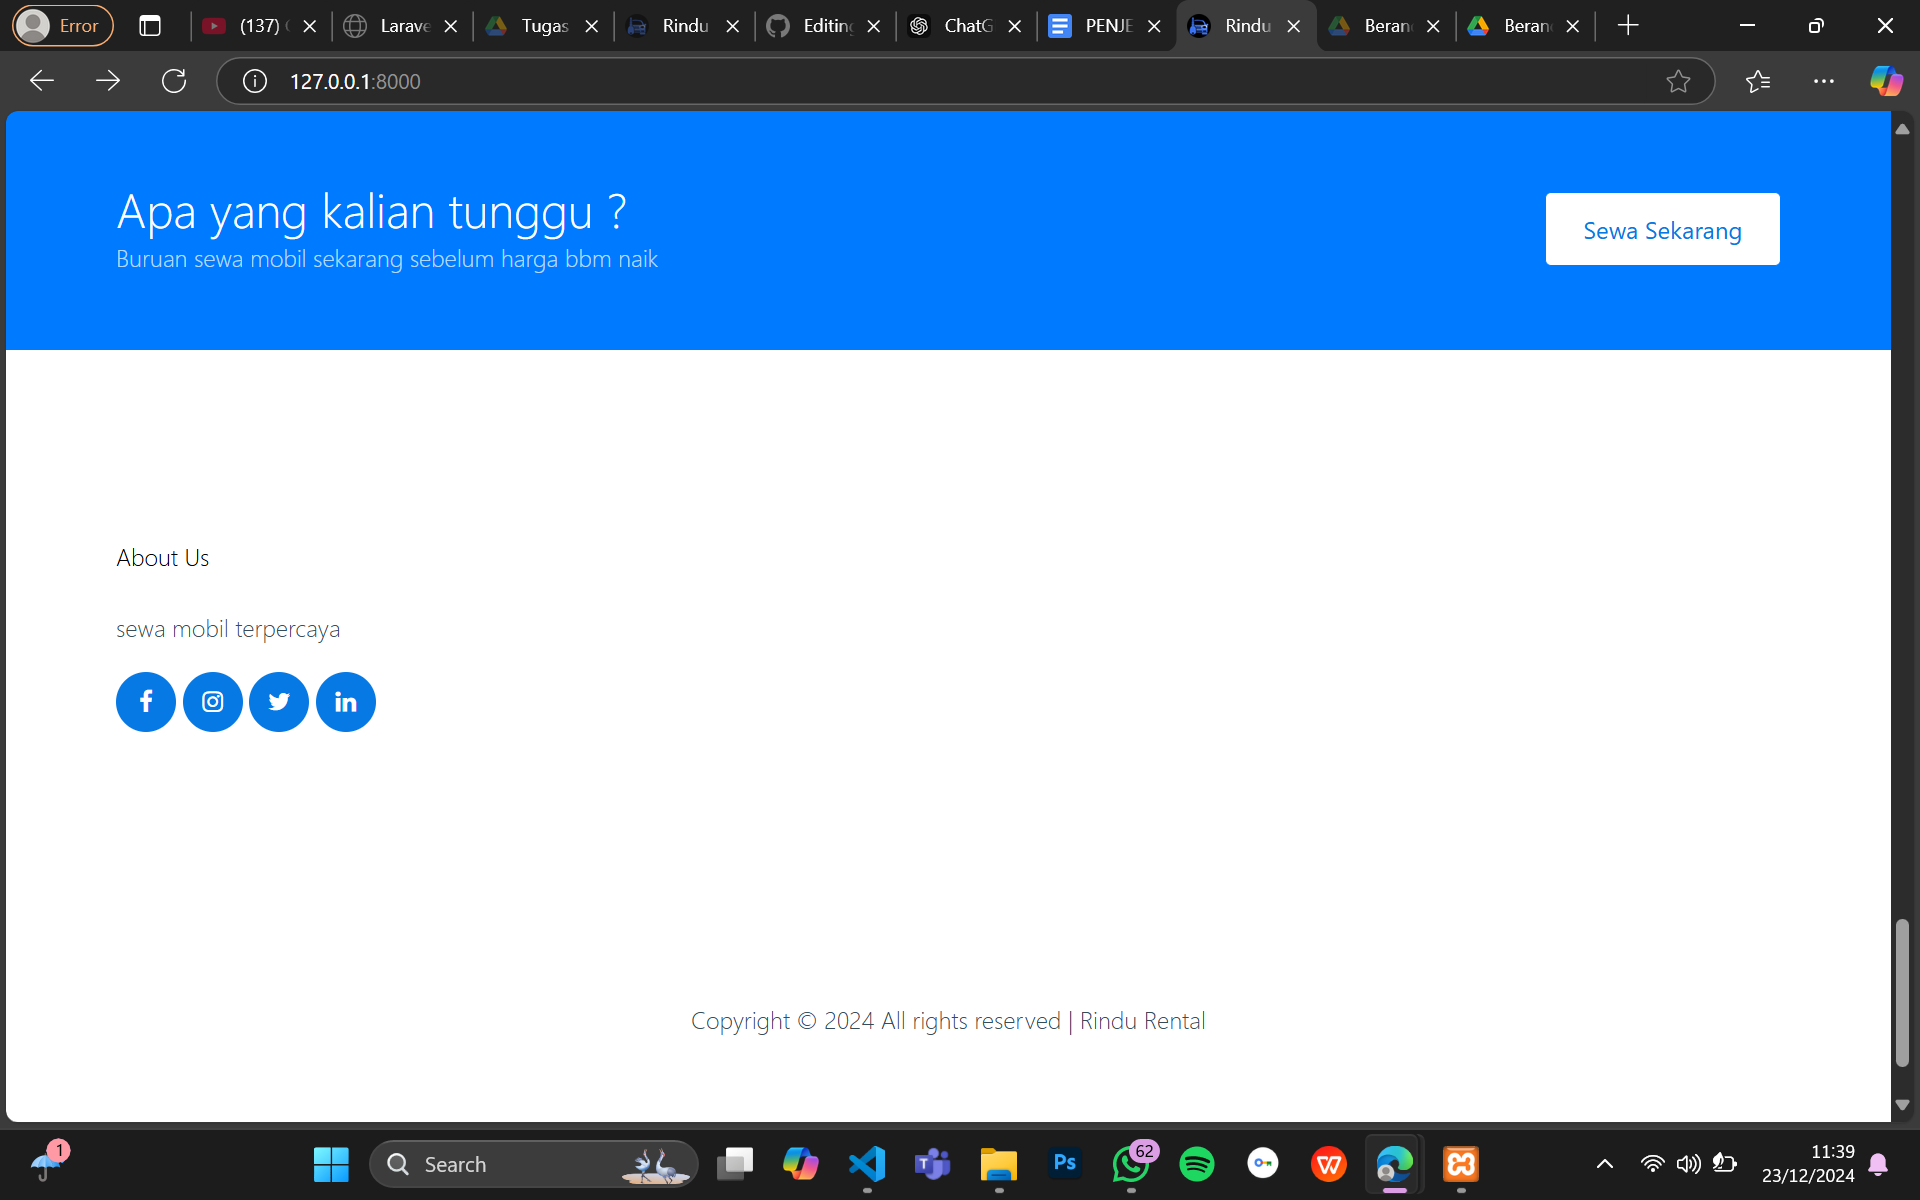 Error
(137)
Larave
Tugas
Rindu
Editing
ChatG
PENJE
Rindu
Beran
Beran
127.0.0.1:8000
Apa yang kalian tunggu ?
Buruan sewa mobil sekarang sebelum harga bbm naik
Sewa Sekarang
About Us
sewa mobil terpercaya
Copyright © 2024 All rights reserved | Rindu Rental
1
Search
Ps
62
11:39
23/12/2024